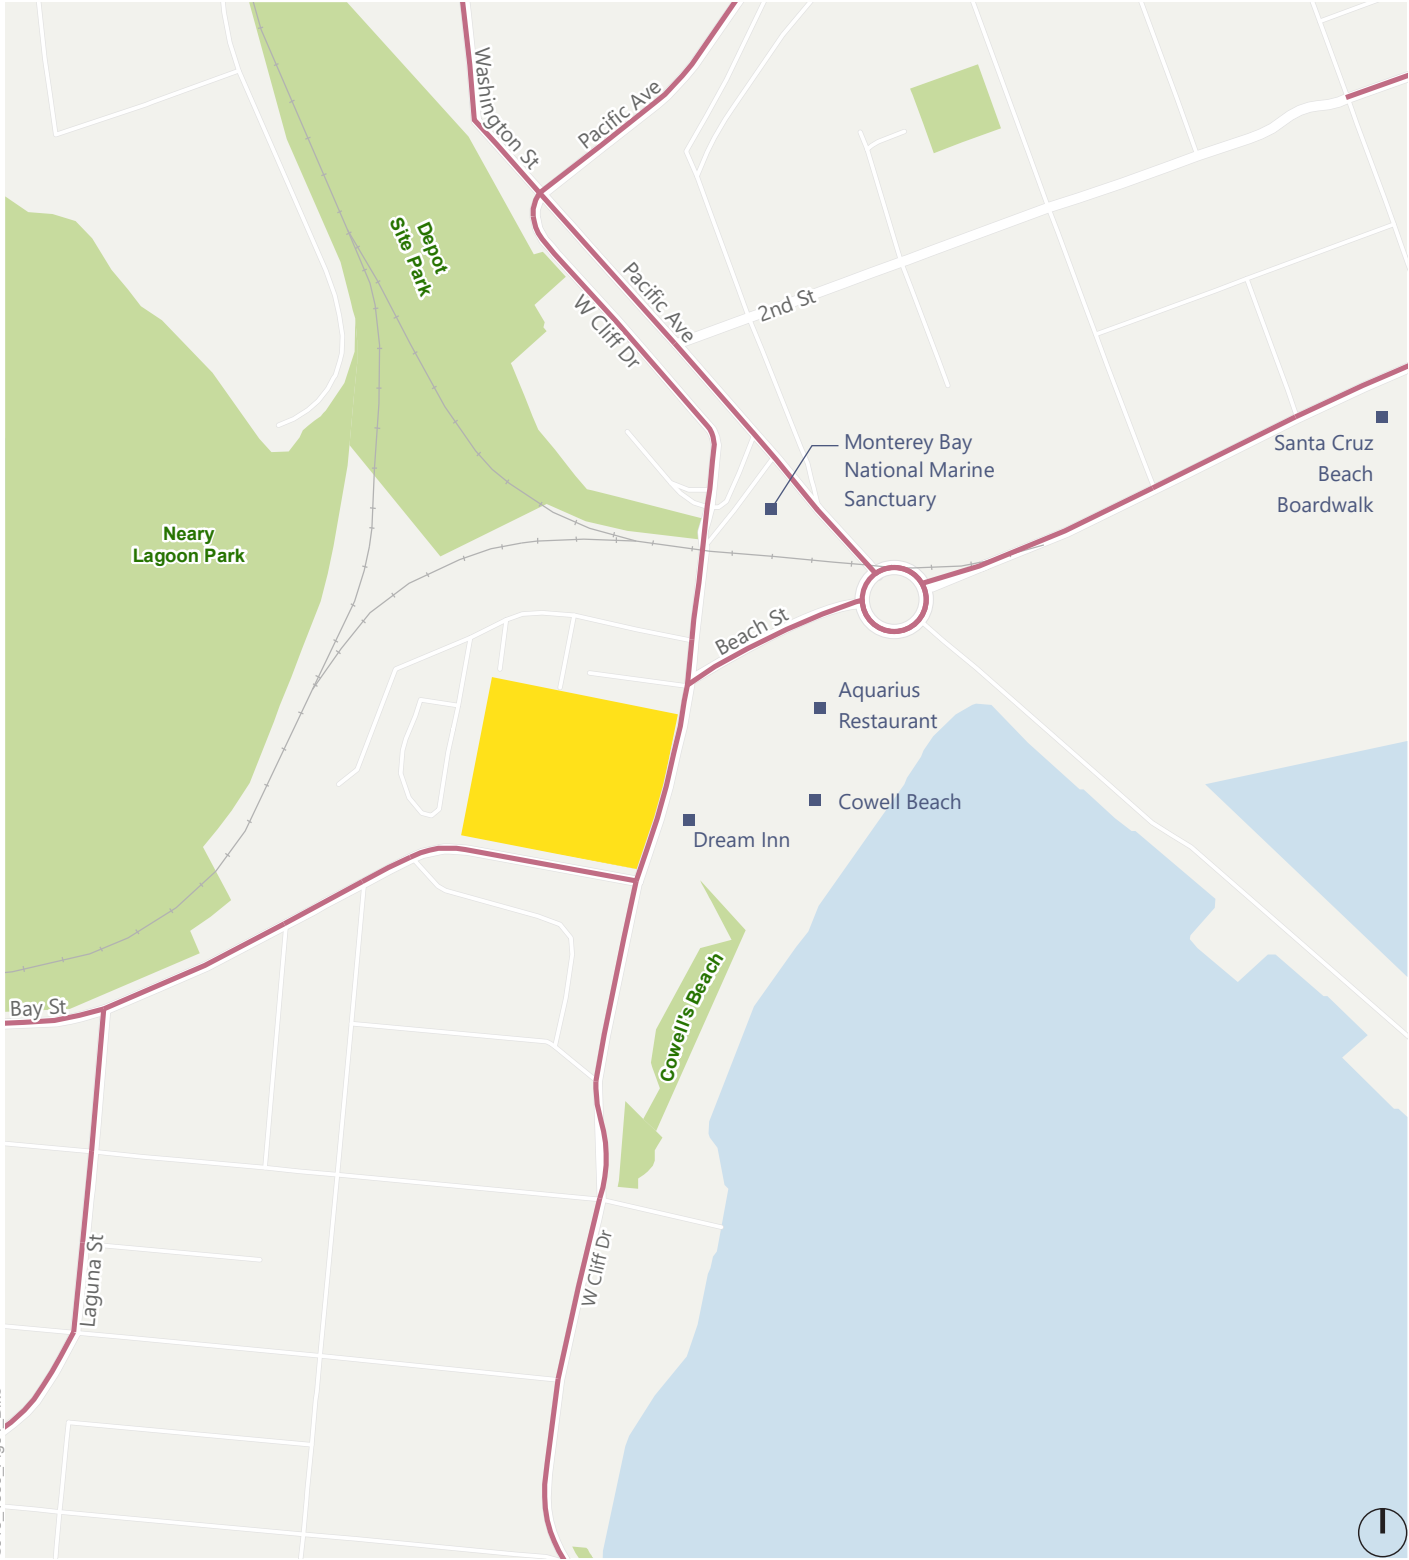 Washington St
Pacific Ave
Depot
Site Park
Pacific Ave
2nd St
W Cliff Dr
Monterey Bay
National Marine
Sanctuary
Santa Cruz
Beach
Boardwalk
Neary
Lagoon Park
Beach St
Aquarius
Restaurant
Cowell Beach
Dream Inn
Cowell's Beach
Bay St
Laguna St
W Cliff Dr